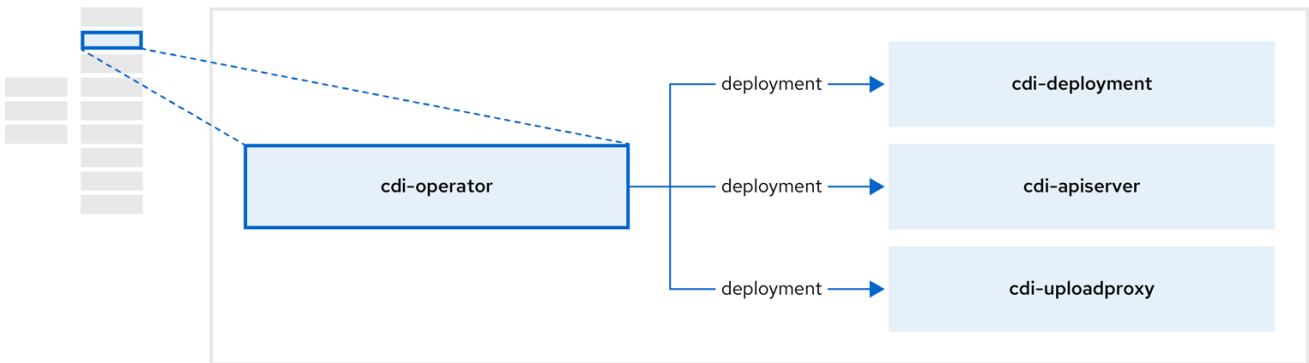 deployment
cdi-deployment
cdi-operator
deployment
cdi-apiserver
deployment
cdi-uploadproxy